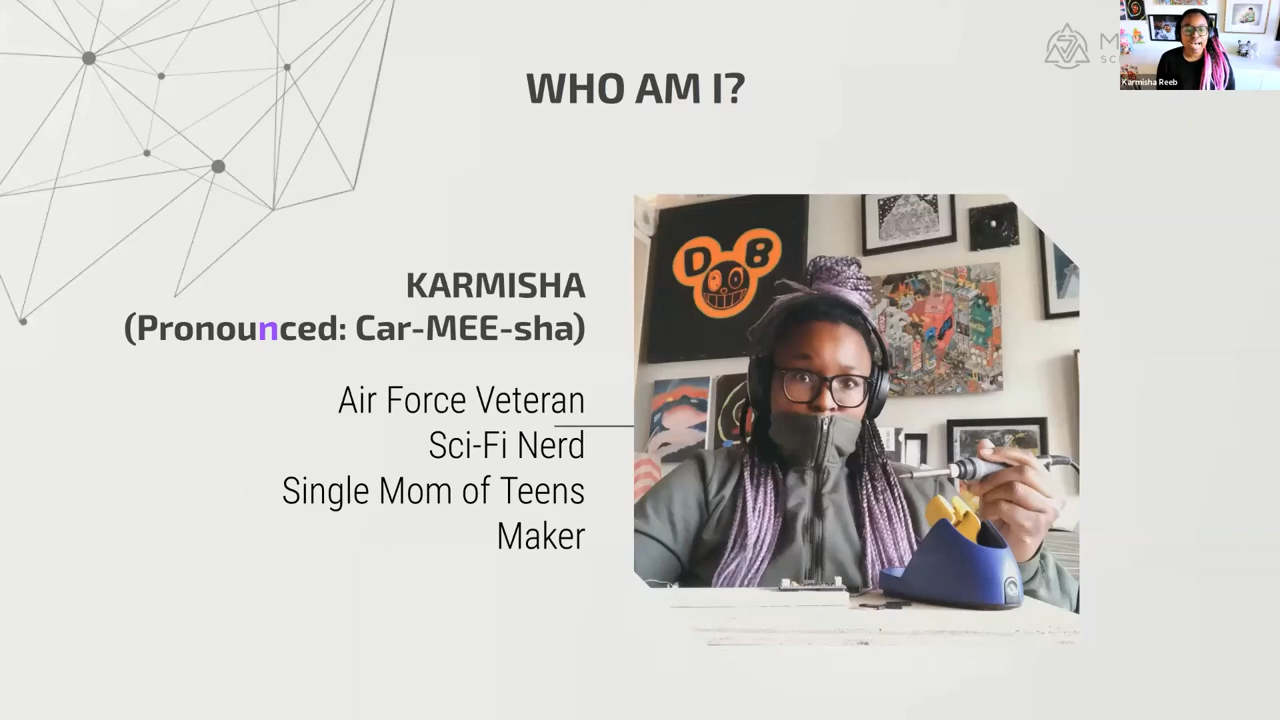 WHO AM I?
Karmisha Reeb
KARMISHA
(Pronounced: Car-MEE-sha)
Air Force Veteran
Sci-Fi Nerd
Single Mom of Teens
Maker
D B